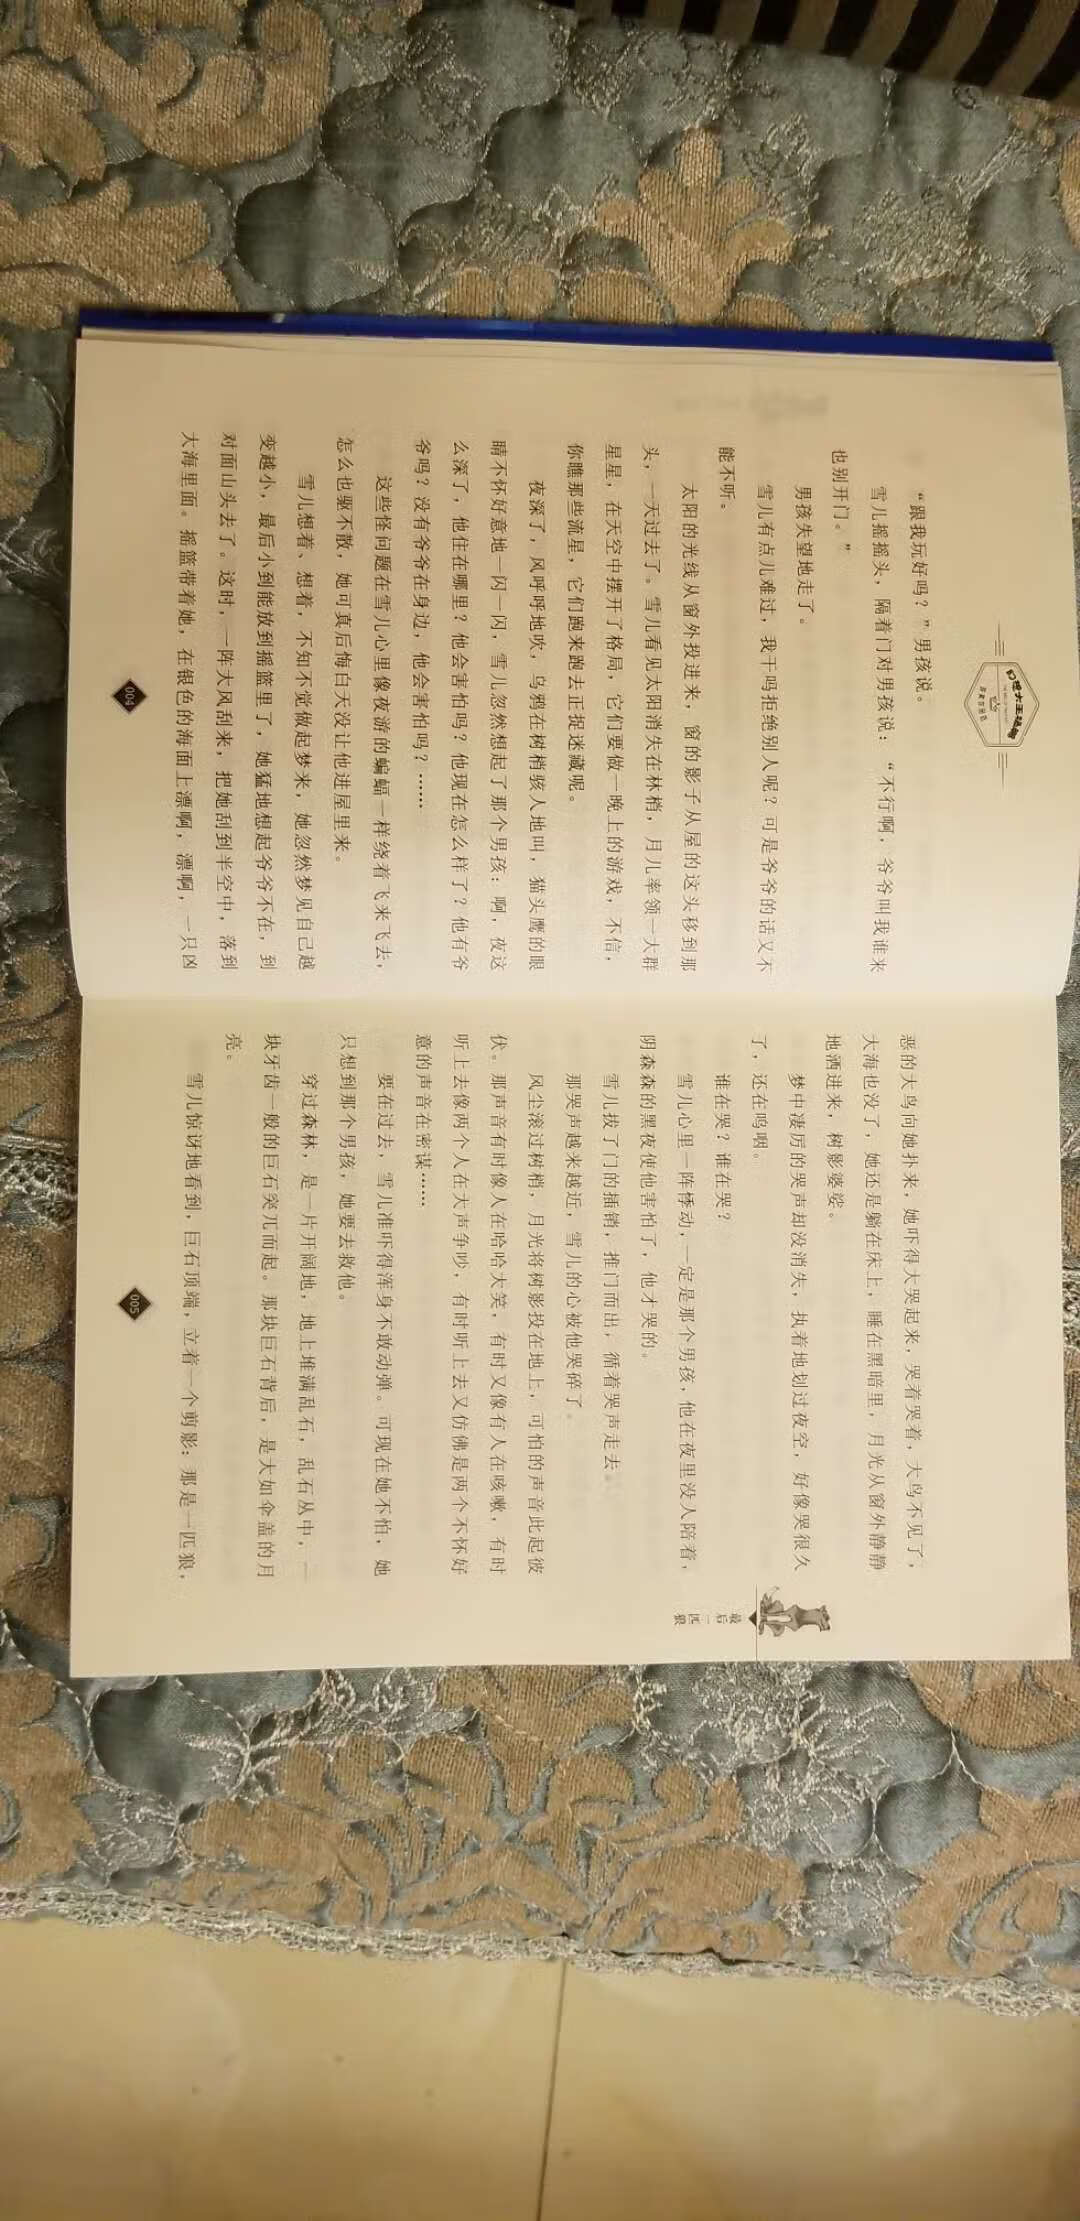 幻想大王奇遇记
“跟我玩好吗？”男孩说。
雪儿摇摇头，隔着门对男孩说：“不行啊，爷爷叫我谁来
也别开门。”
男孩失望地走了。
雪儿有点儿难过，我干吗拒绝别人呢？可是爷爷的话又不
能不听。
太阳的光线从窗外投进来，窗的影子从屋的这头移到那
头，一天过去了。雪儿看见太阳消失在林梢，月儿率领一大群
星星，在天空中摆开了格局，它们要做一晚上的游戏，不信，
你瞧那些流星，它们跑来跑去正捉迷藏呢。
夜深了，风呼呼地吹，乌鸦在树梢骇人地叫，猫头鹰的眼
睛不怀好意地一闪一闪，雪儿忽然想起了那个男孩：啊，夜这
么深了，他住在哪里？他会害怕吗？他现在怎么样了？他有爷
爷吗？没有爷爷在身边，他会害怕吗？……
这些怪问题在雪儿心里像夜游的蝙蝠一样绕着飞来飞去，
怎么也驱不散，她可真后悔白天没让他进屋里来。
雪儿想着、想着，不知不觉做起梦来，她忽然梦见自己越
变越小，最后小到能放到摇篮里了，她猛地想起爷爷不在，到
对面山头去了。这时，一阵大风刮来，把她刮到半空中，落到
大海里面。摇篮带着她，在银色的海面上漂啊，漂啊，一只凶
004
恶的大鸟向她扑来，她吓得大哭起来，哭着哭着，大鸟不见了，
大海也没了，她还是躺在床上，睡在黑暗里，月光从窗外静静
地洒进来，树影婆娑。
梦中凄厉的哭声却没消失，执着地划过夜空，好像哭很久
了，还在呜咽。
谁在哭？谁在哭？
雪儿心里一阵悸动，一定是那个男孩，他在夜里没人陪着，
阴森森的黑夜使他害怕了，他才哭的。
雪儿拔了门的插销，推门而出，循着哭声走去。
那哭声越来越近，雪儿的心被他哭碎了。
风尘滚过树梢，月光将树影投在地上，可怕的声音此起彼
伏。那声音有时像人在哈哈大笑，有时又像有人在咳嗽，有时
听上去像两个人在大声争吵，有时听上去又仿佛是两个不怀好
意的声音在密谋……
要在过去，雪儿准吓得浑身不敢动弹。可现在她不怕，她
只想到那个男孩，她要去救他。
穿过森林，是一片开阔地，地上堆满乱石，乱石丛中，一
块牙齿一般的巨石突兀而起。那块巨石背后，是大如伞盖的月
亮。
雪儿惊讶地看到，巨石顶端，立着一个剪影：那是一匹狼，
最后一匹狼
005